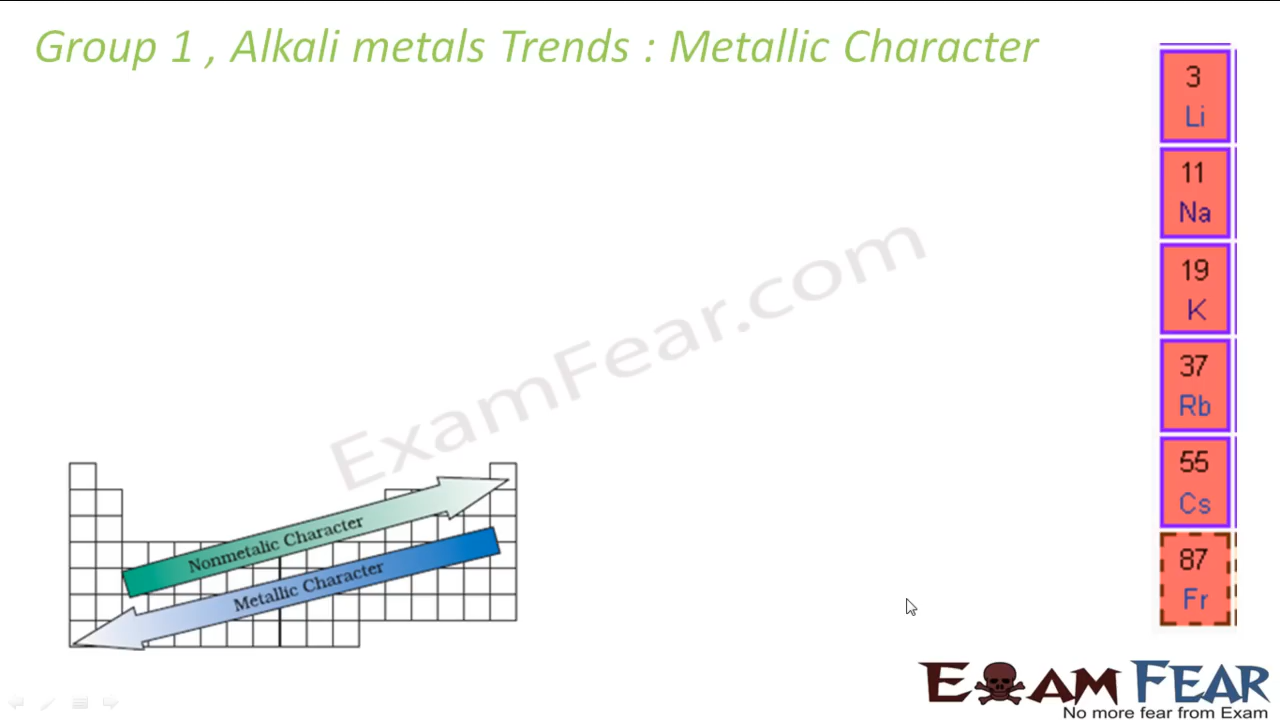 Group 1 , Alkali metals Trends : Metallic Character
3
Li
11
Na
19
K
37
Rb
55
Cs
87
Fr
ExamFear.com
Nonmetalic Character
Metallic Character
EXAM FEAR
No more fear from Exam